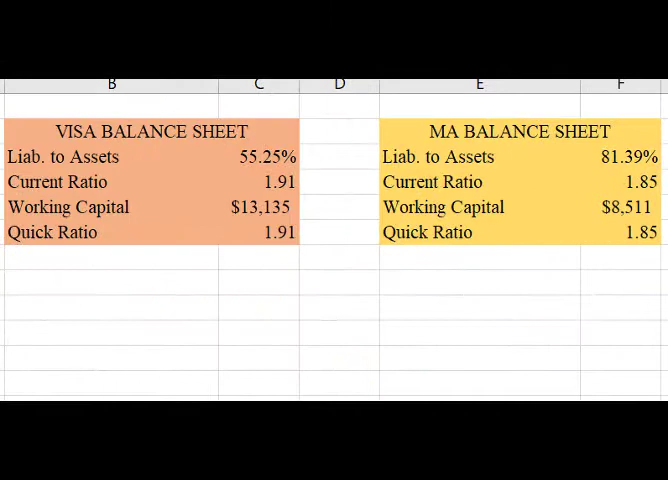 B C D E F
VISA BALANCE SHEET
Liab. to Assets 55.25%
Current Ratio 1.91
Working Capital $13,135
Quick Ratio 1.91
MA BALANCE SHEET
Liab. to Assets 81.39%
Current Ratio 1.85
Working Capital $8,511
Quick Ratio 1.85